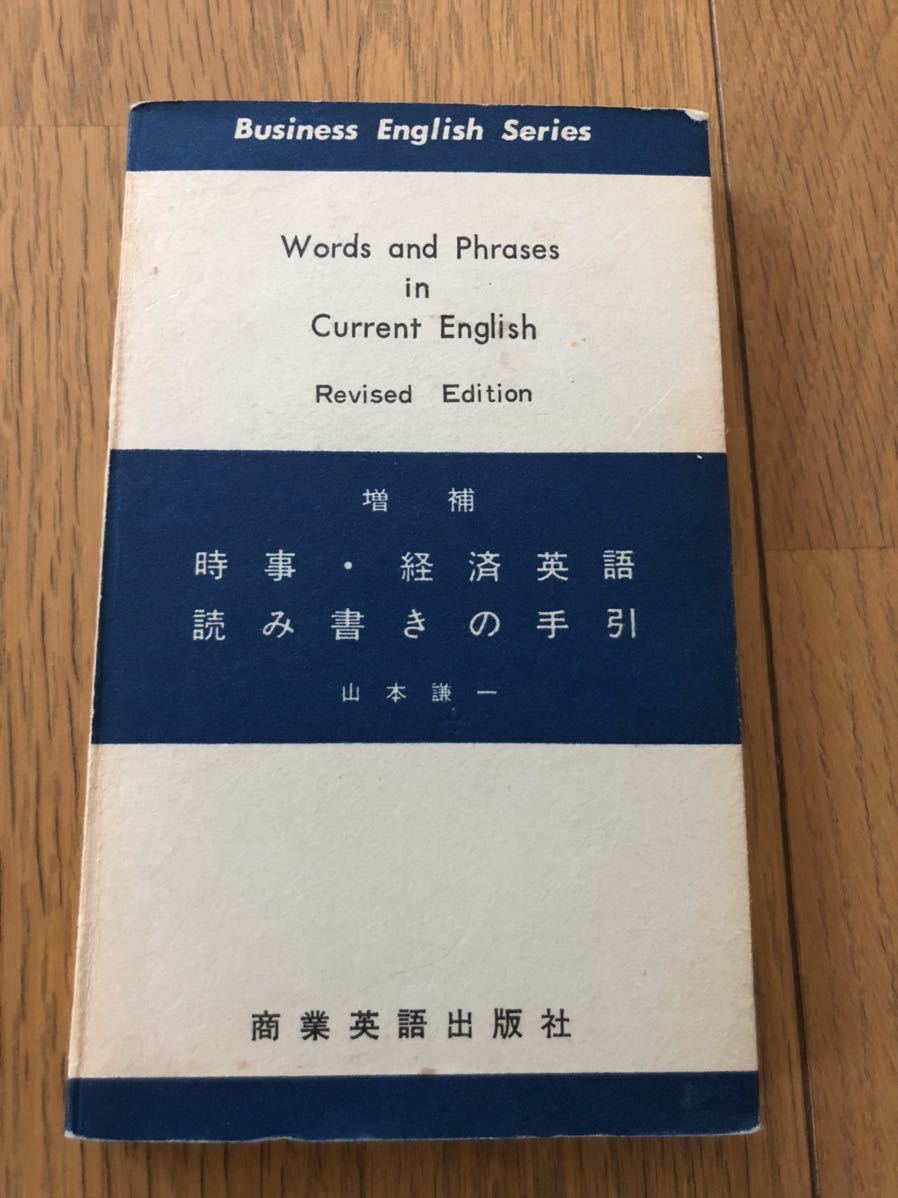 Business English Series
Words and Phrases
in
Current English
Revised Edition
増補
時事・経済英語
読み書きの手引
山本謙一
商業英語出版社